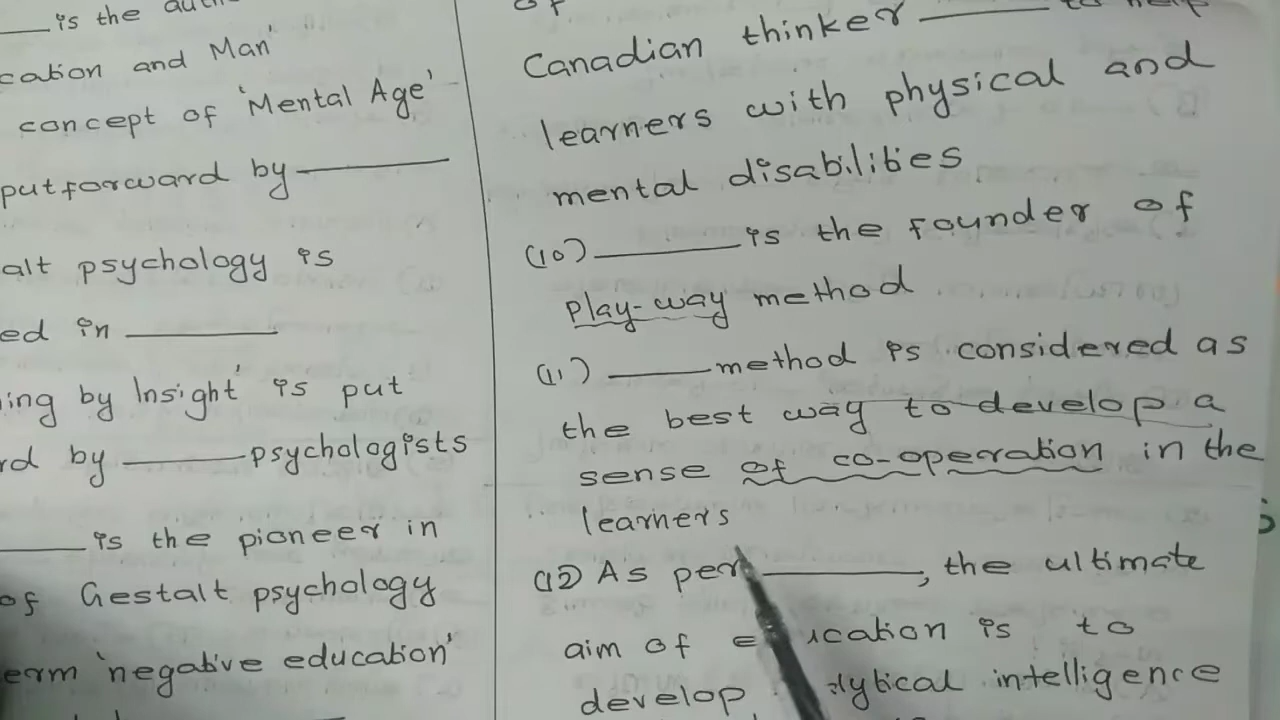 is the
cation and Man'
concept of 'Mental Age'
putforward by
alt psychology is
ed in
ing by Insight' is put
rd by psychologists
is the pioneer in
of Gestalt psychology
erm 'negative education'
of
Canadian thinker to help
learners with physical and
mental disabilities
(10) is the founder of
play-way method
(11) method is considered as
the best way to develop a
sense of co-operation in the
learners
(12) As per , the ultimate
aim of education is to
develop intelligence